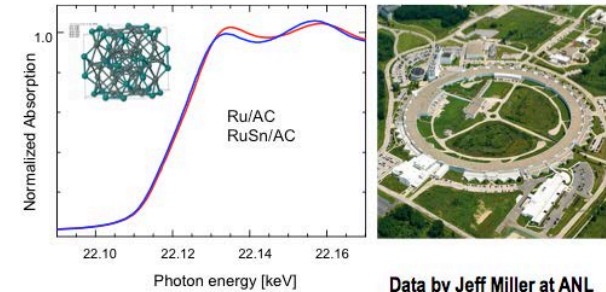 Normalized Absorption
1.0
Ru/AC
RuSn/AC
22.10
22.12
22.14
22.16
Photon energy [keV]
Data by Jeff Miller at ANL